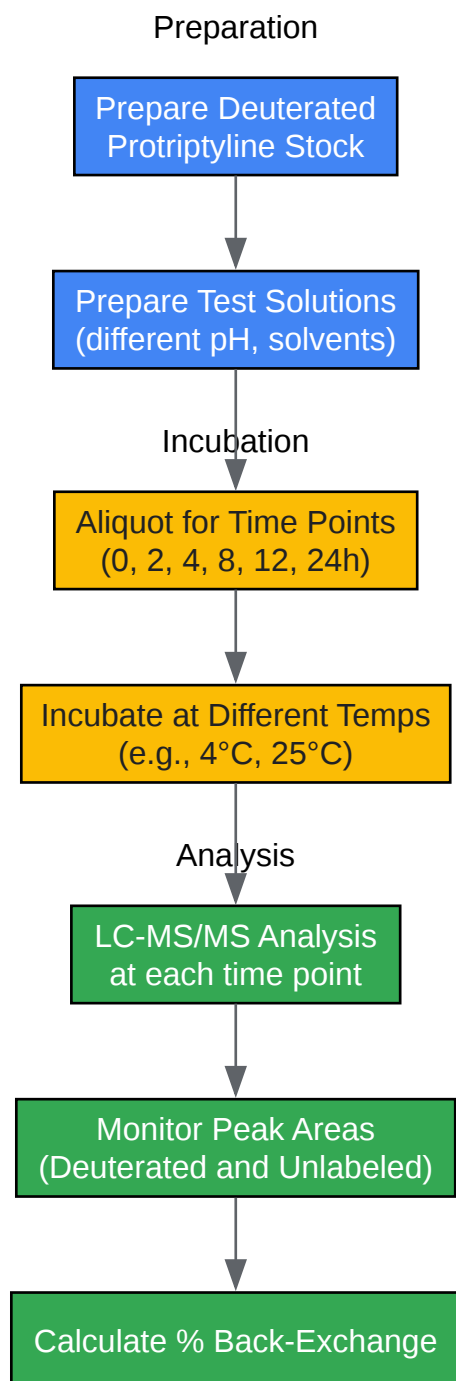 Preparation
Prepare Deuterated
Protriptyline Stock
Prepare Test Solutions
(different pH, solvents)
Incubation
Aliquot for Time Points
(0, 2, 4, 8, 12, 24h)
Incubate at Different Temps
(e.g., 4°C, 25°C)
Analysis
LC-MS/MS Analysis
at each time point
Monitor Peak Areas
(Deuterated and Unlabeled)
Calculate % Back-Exchange